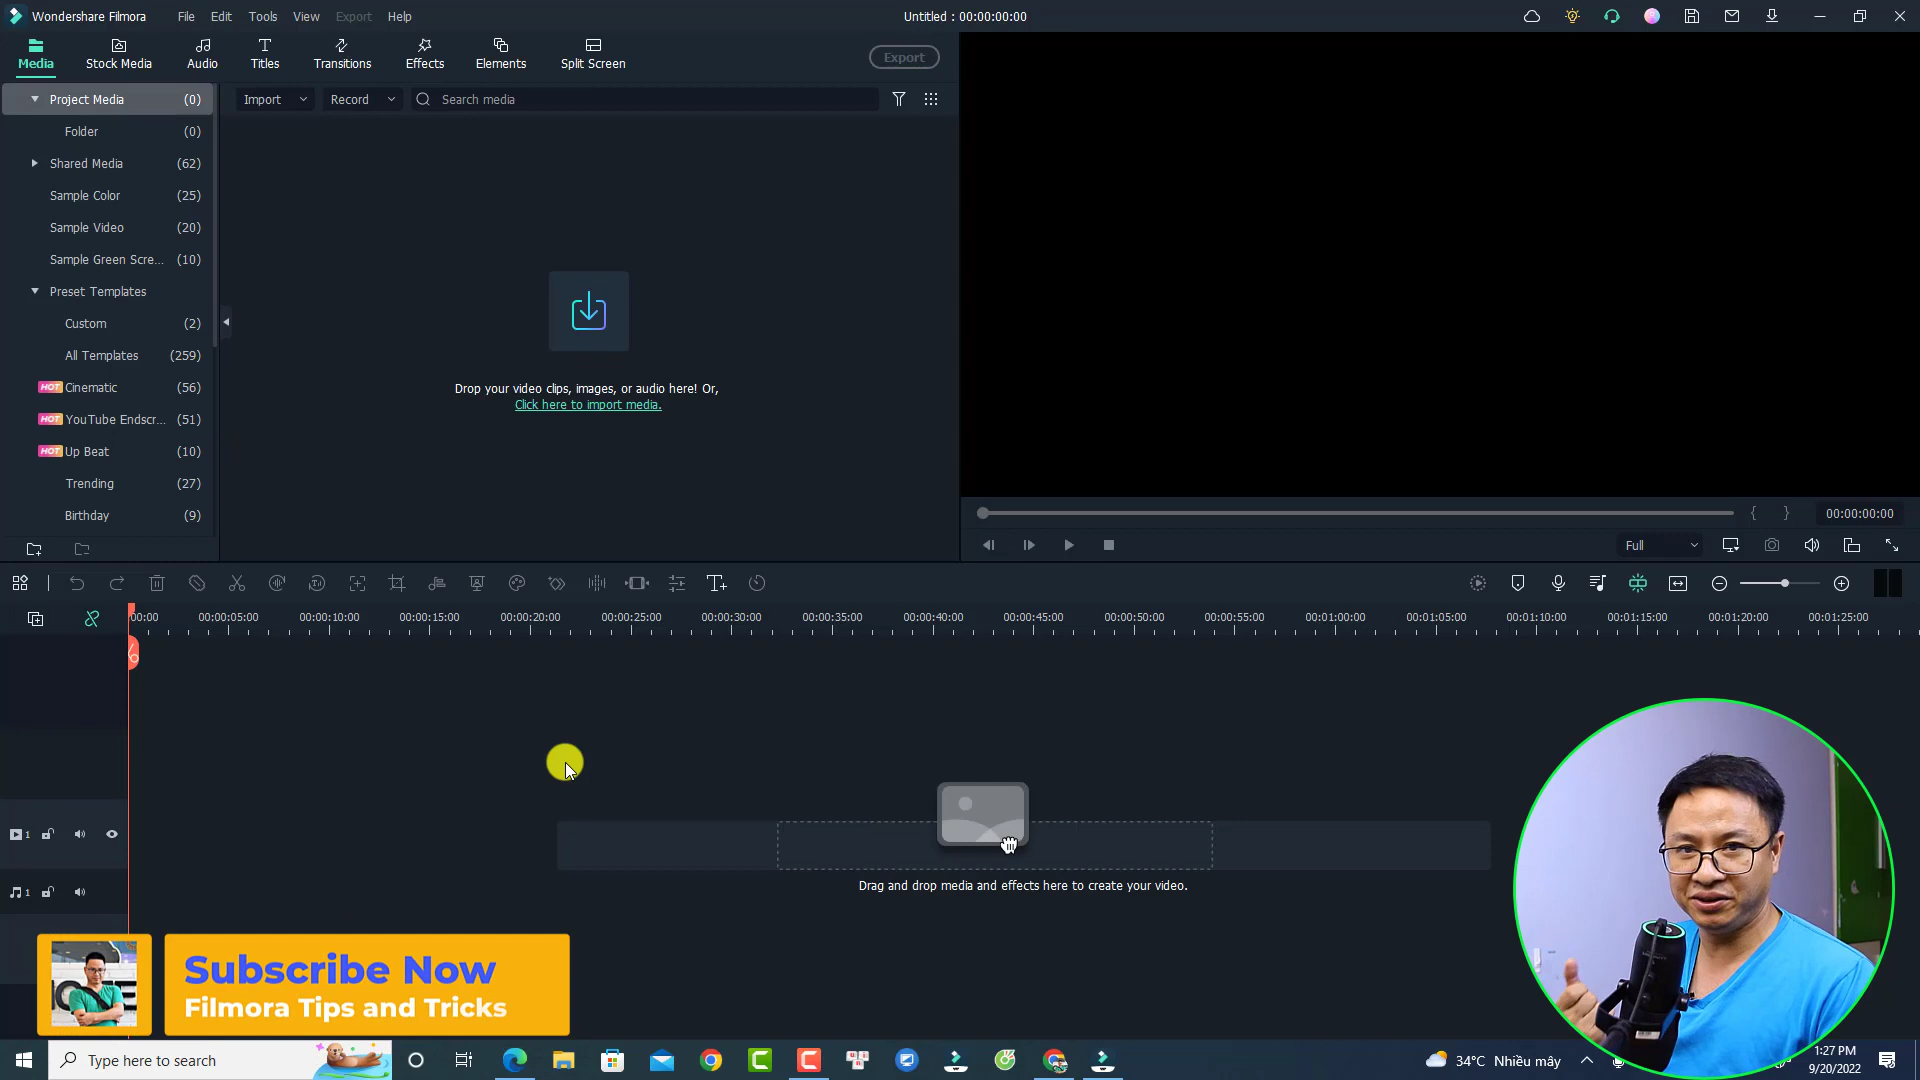 Wondershare Filmora File Edit Tools View Export Help Untitled : 00:00:00:00
Media Stock Media Audio Titles Transitions Effects Elements Split Screen Export
Project Media (0) Import Record Search media
Folder (0)
Shared Media (62)
Sample Color (25)
Sample Video (20)
Sample Green Scre... (10)
Preset Templates
Custom (2)
All Templates (259)
HOT Cinematic (56)
HOT YouTube Endscr... (51)
HOT Up Beat (10)
Trending (27)
Birthday (9)
Drop your video clips, images, or audio here! Or,
Click here to import media.
{ } 00:00:00:00
Full
00:00 00:00:05:00 00:00:10:00 00:00:15:00 00:00:20:00 00:00:25:00 00:00:30:00 00:00:35:00 00:00:40:00 00:00:45:00 00:00:50:00 00:00:55:00 00:01:00:00 00:01:05:00 00:01:10:00 00:01:15:00 00:01:20:00 00:01:25:00
1
1
Drag and drop media and effects here to create your video.
Subscribe Now
Filmora Tips and Tricks
Type here to search
34°C Nhiều mây
1:27 PM
9/20/2022